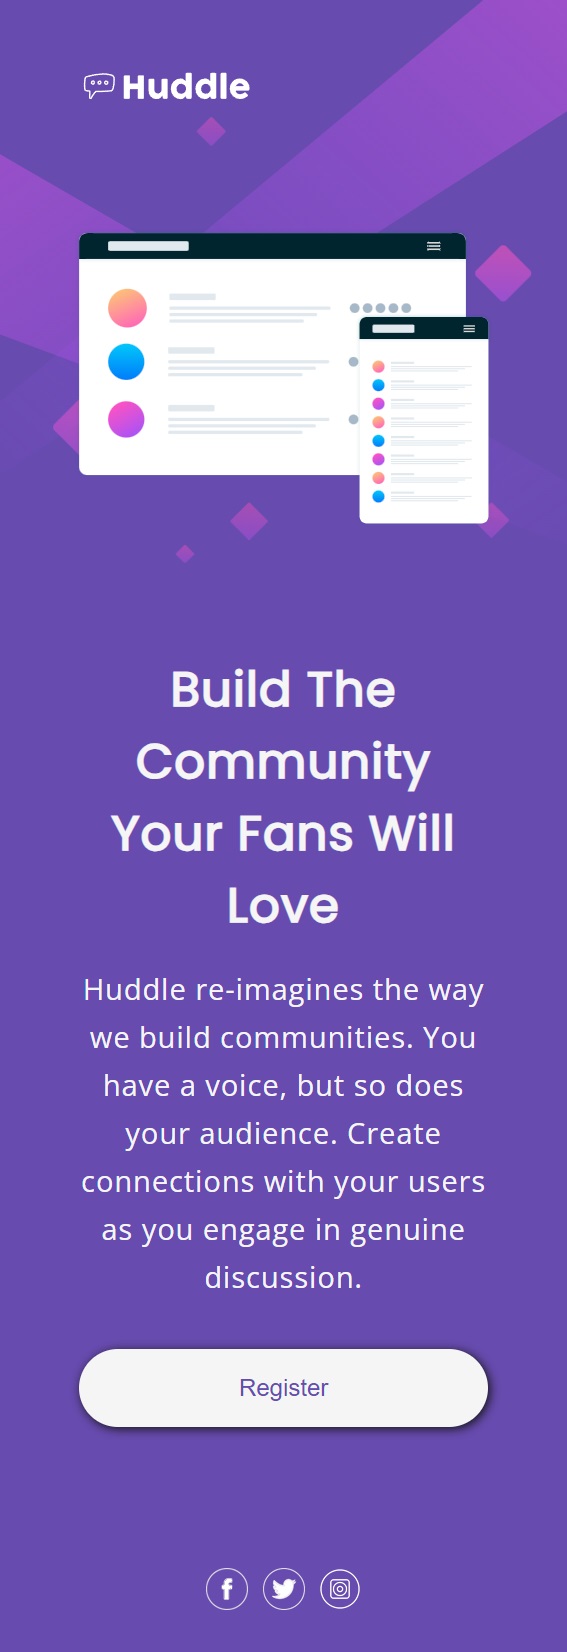 Huddle
Build The
Community
Your Fans Will
Love
Huddle re-imagines the way
we build communities. You
have a voice, but so does
your audience. Create
connections with your users
as you engage in genuine
discussion.
Register